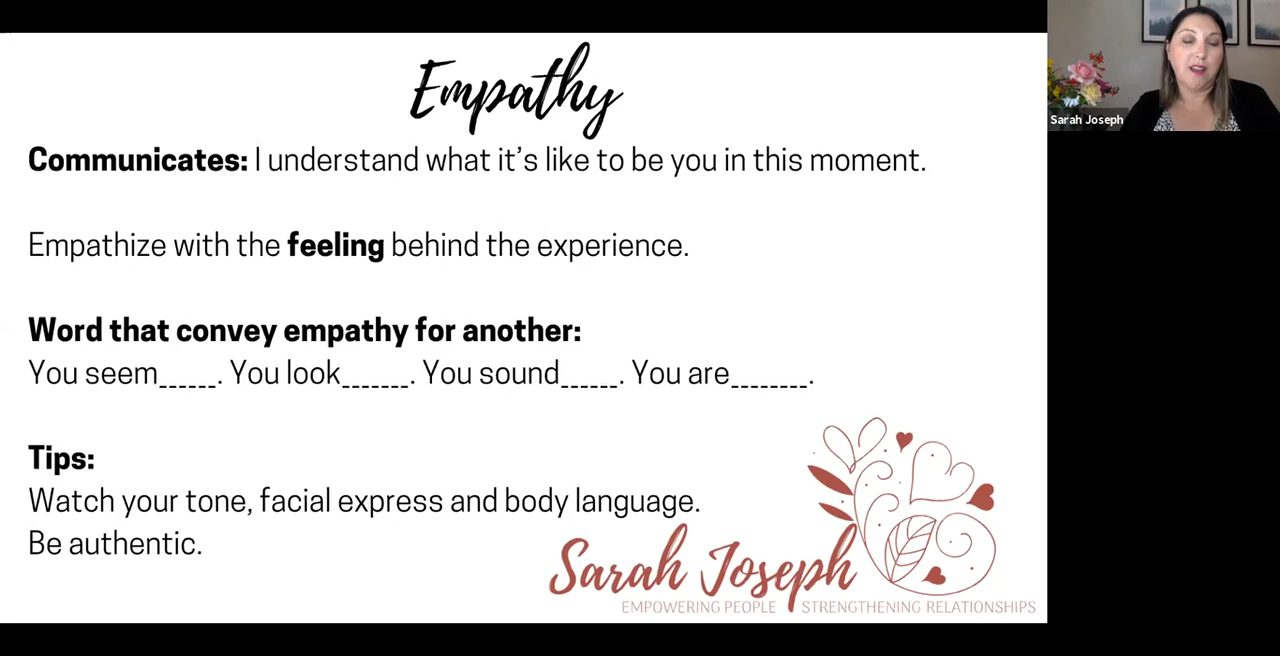 Empathy
Communicates: I understand what it’s like to be you in this moment.
Empathize with the feeling behind the experience.
Word that convey empathy for another:
You seem______. You look_______. You sound______. You are________.
Tips:
Watch your tone, facial express and body language.
Be authentic.
Sarah Joseph
EMPOWERING PEOPLE STRENGTHENING RELATIONSHIPS
Sarah Joseph